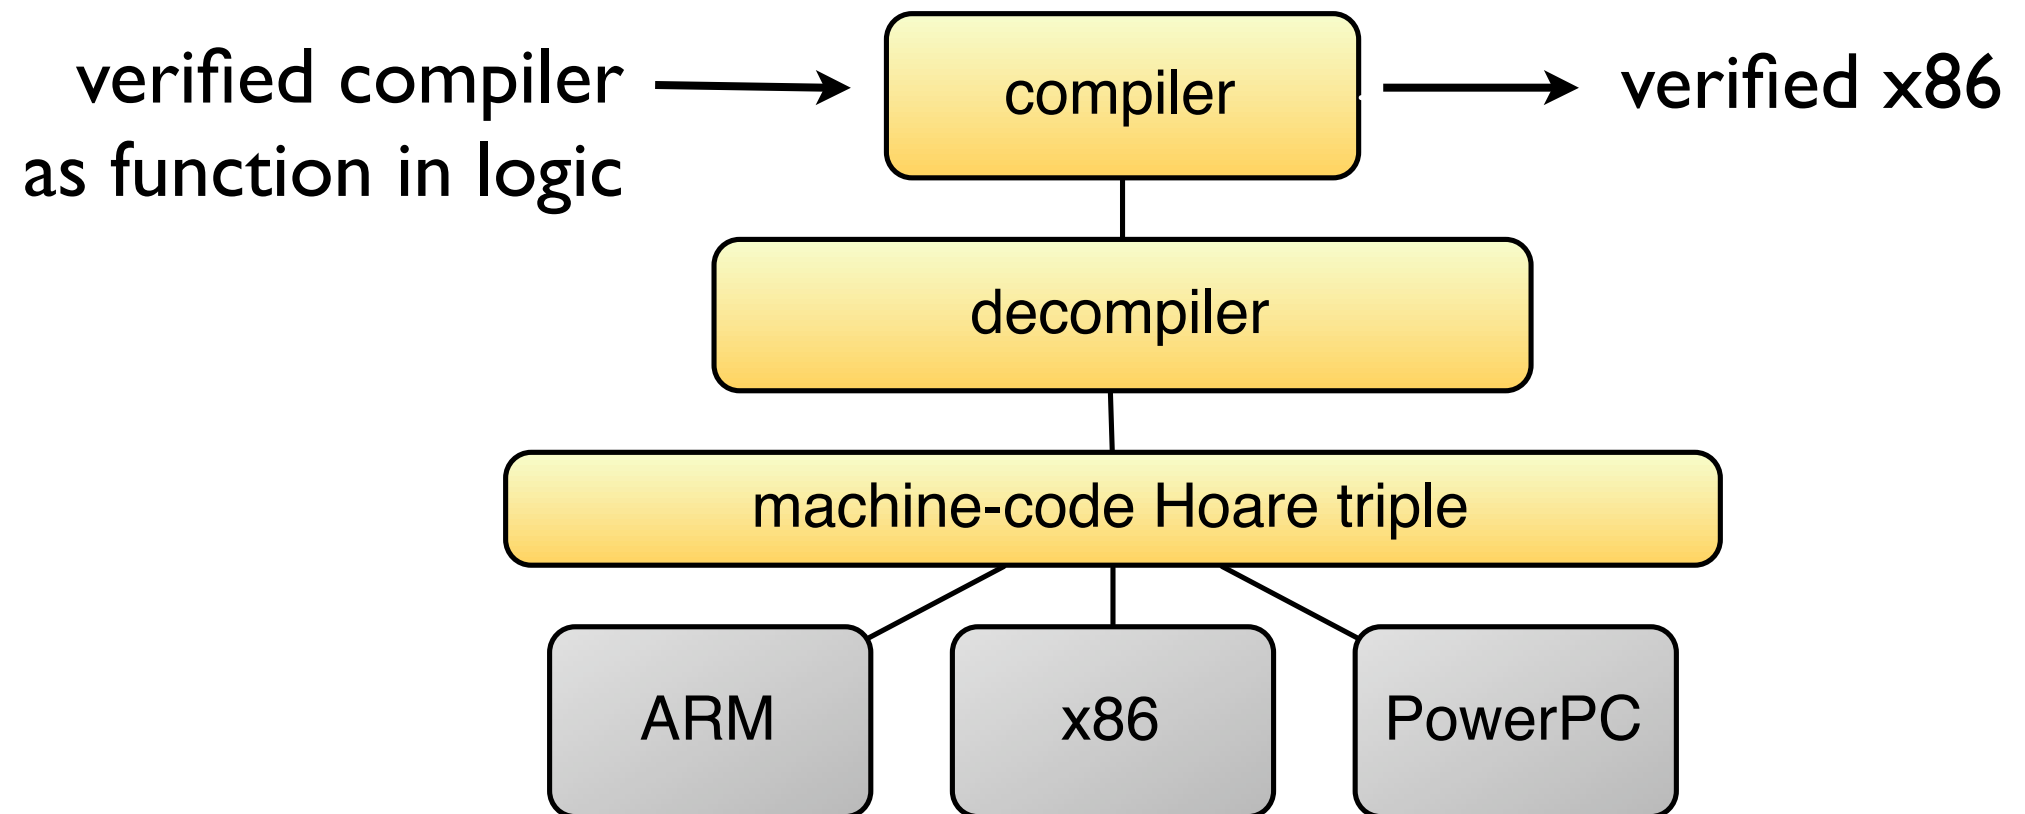 verified compiler
as function in logic
compiler
verified x86
decompiler
machine-code Hoare triple
ARM
x86
PowerPC